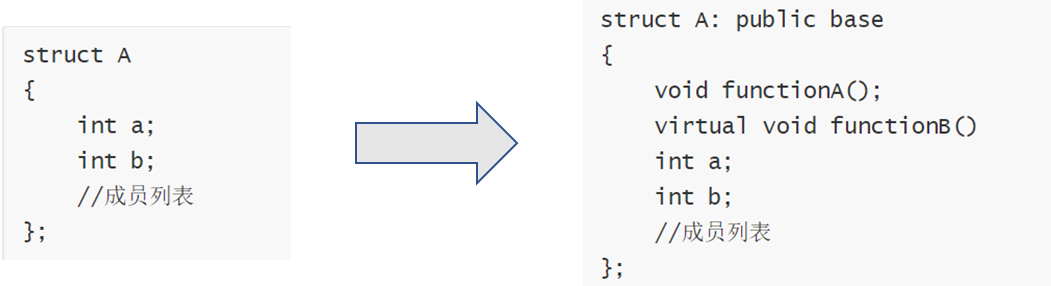 struct A
{
    int a;
    int b;
    //成员列表
};
struct A: public base
{
    void functionA();
    virtual void functionB()
    int a;
    int b;
    //成员列表
};